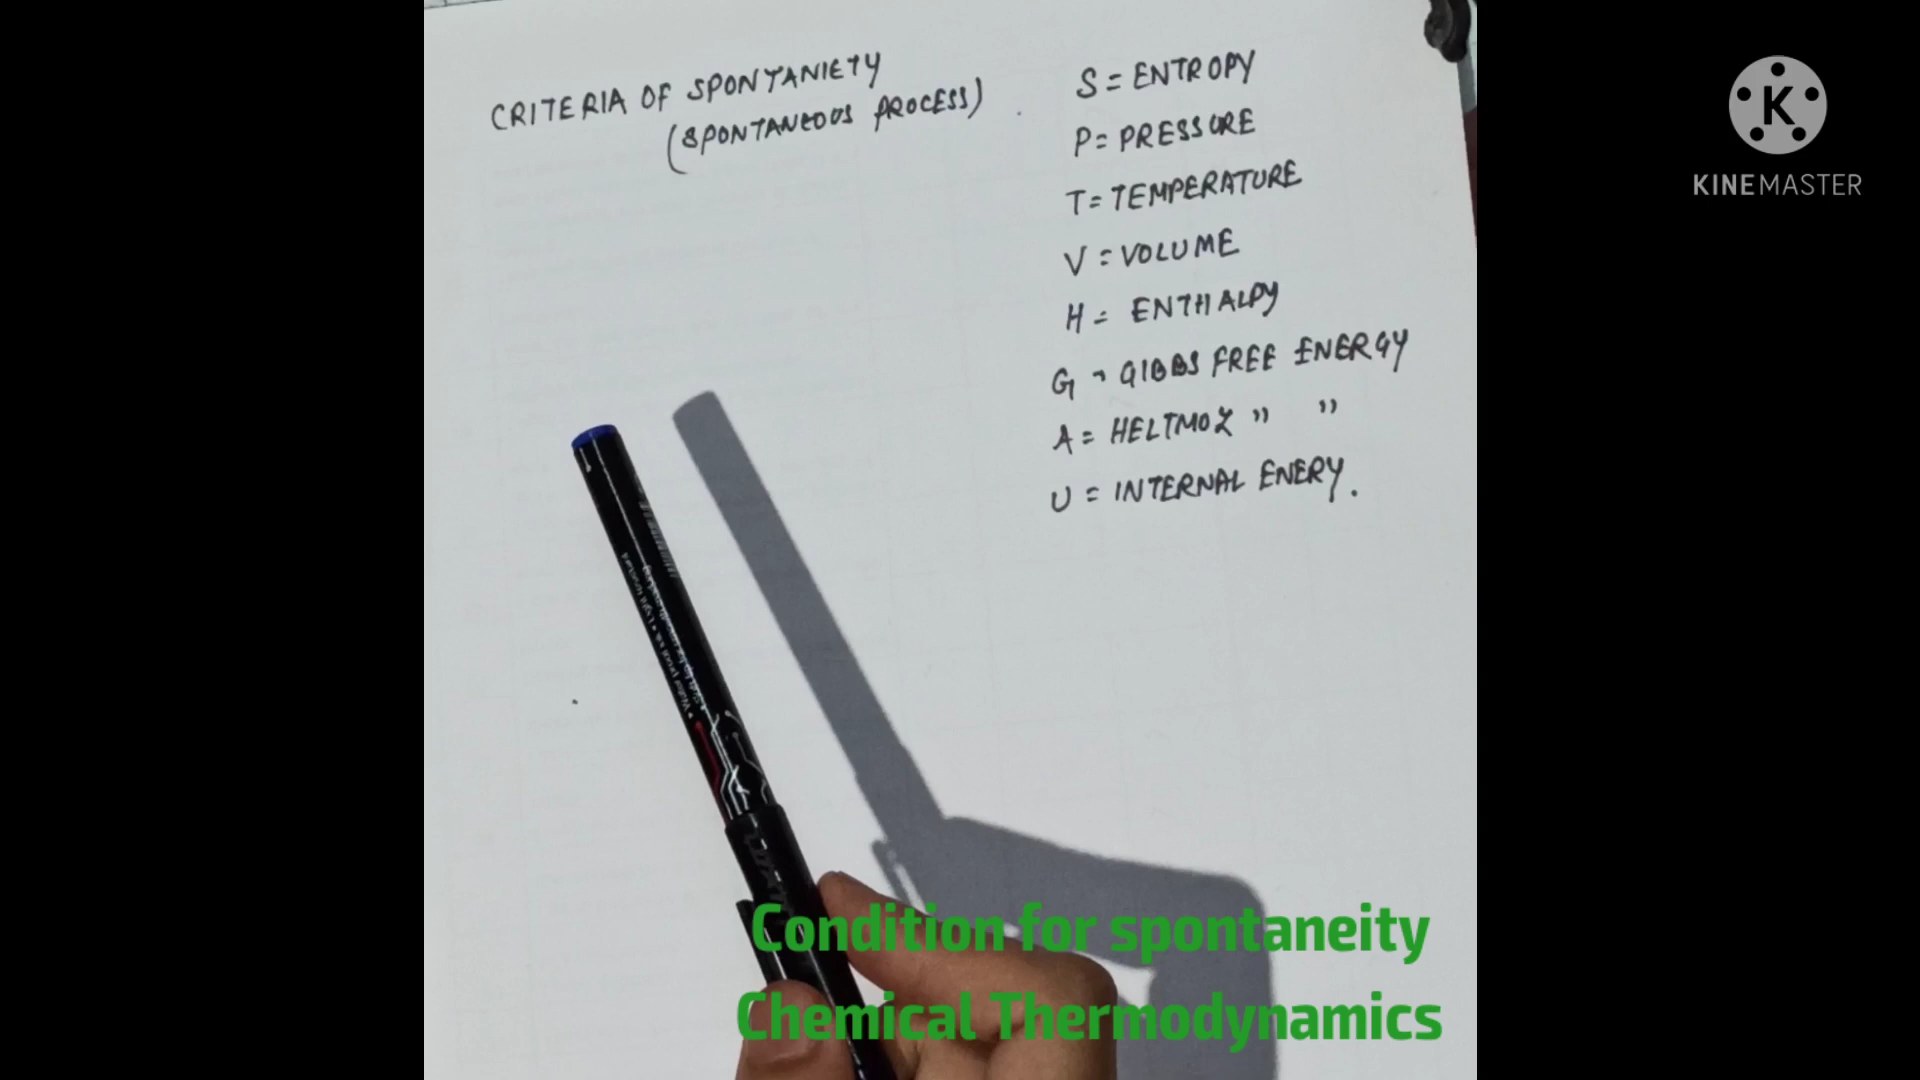 CRITERIA OF SPONTANIETY
(SPONTANEOUS PROCESS)
S = ENTROPY
P = PRESSURE
T = TEMPERATURE
V = VOLUME
H = ENTHALPY
G = GIBBS FREE ENERGY
A = HELTMOZ " "
U = INTERNAL ENERY.
KINEMASTER
Condition for spontaneity
Chemical Thermodynamics